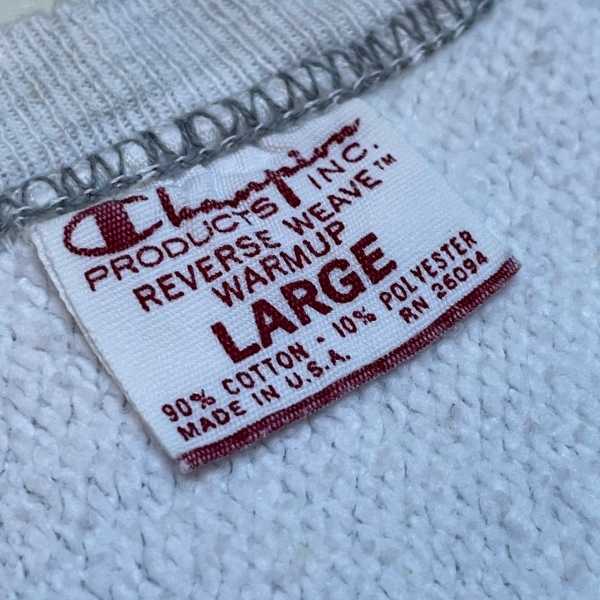 Champion
PRODUCTS INC.
REVERSE WEAVE™
WARMUP
LARGE
90% COTTON - 10% POLYESTER
MADE IN U.S.A. RN 26094